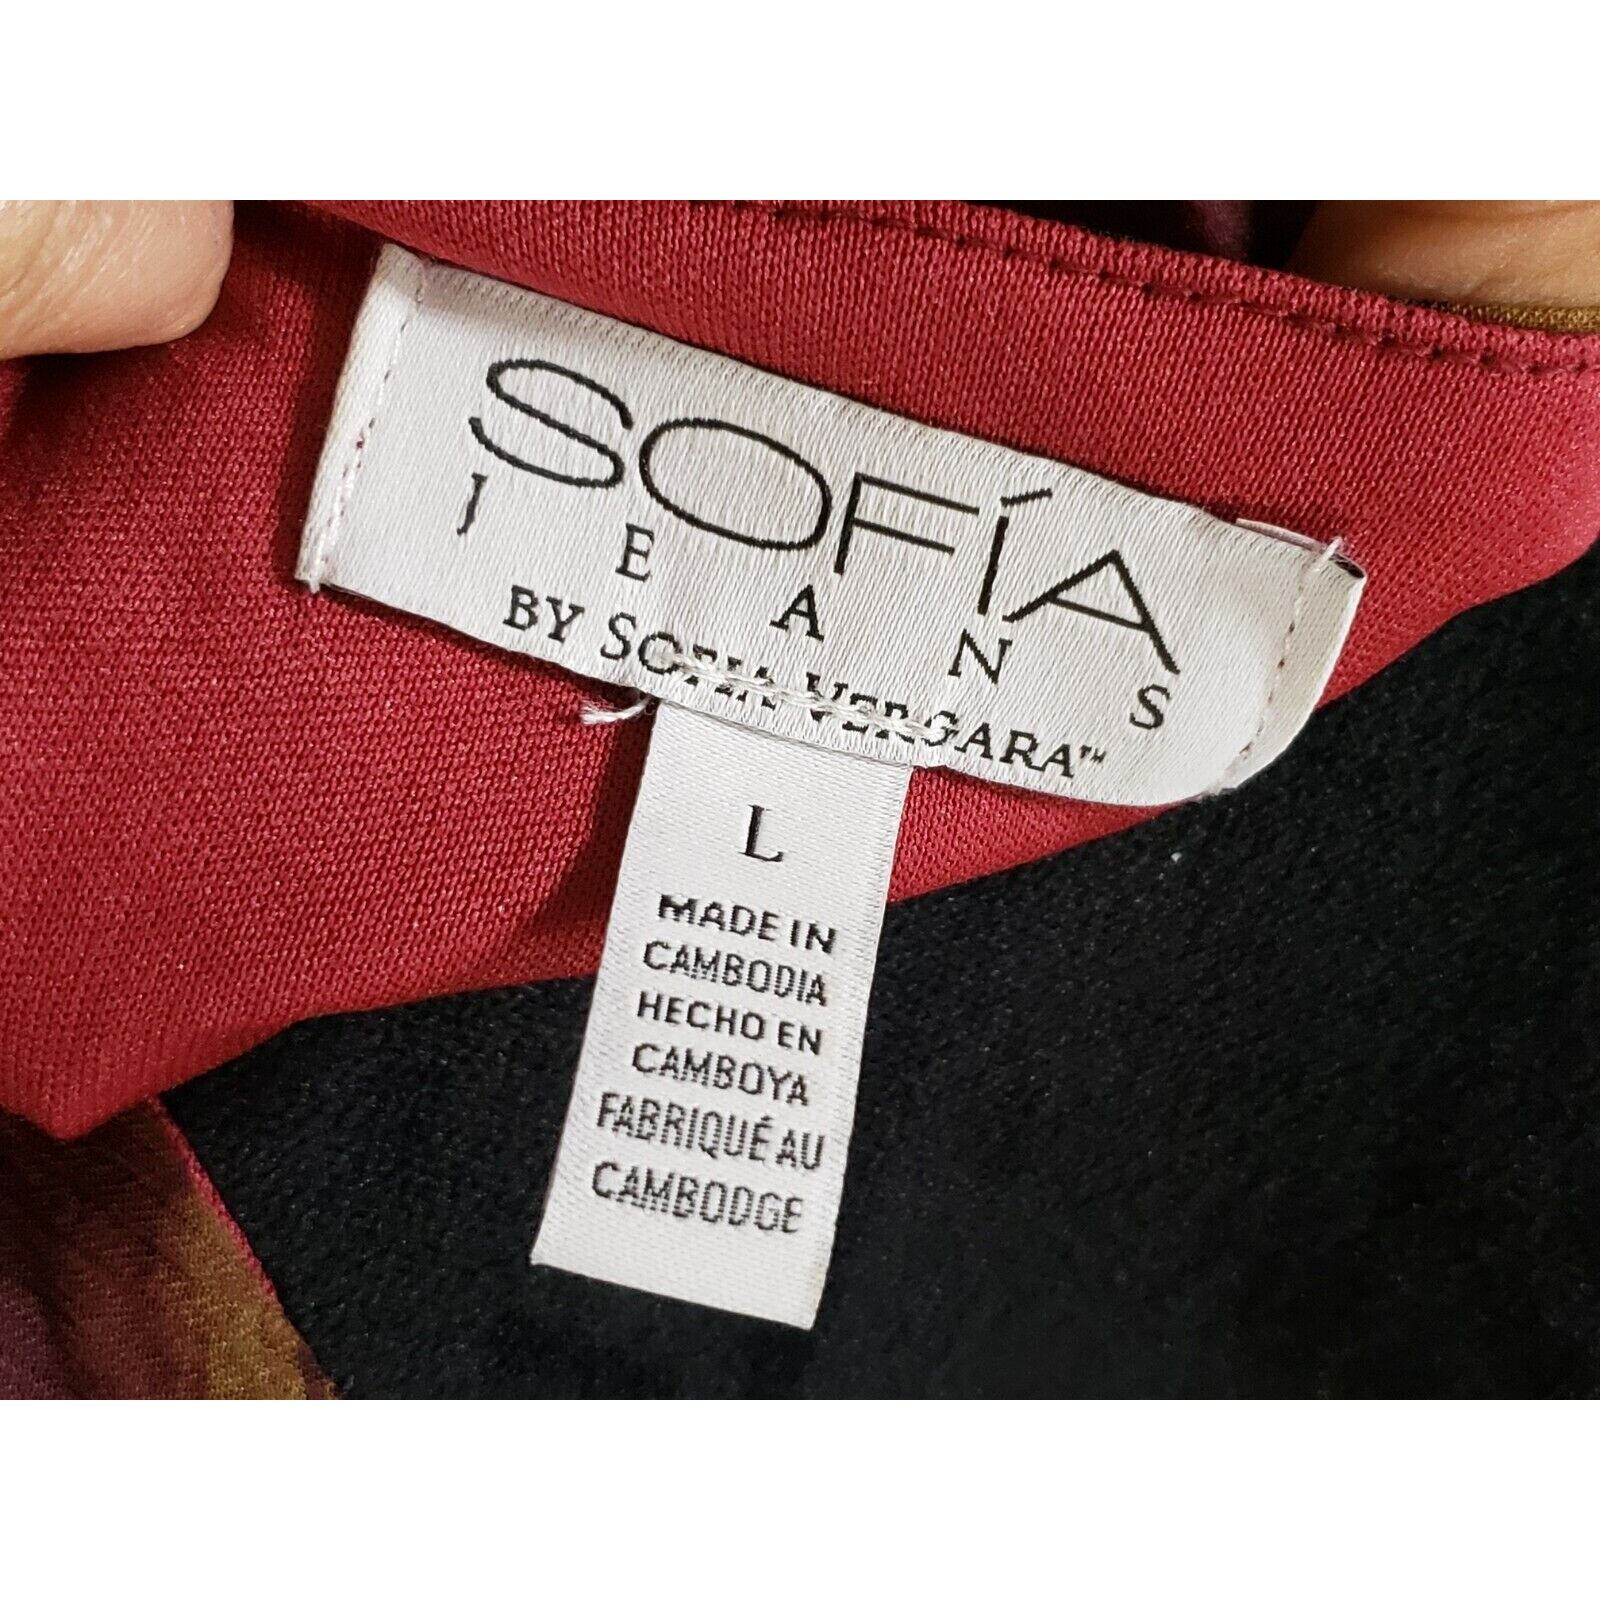 SOFÍA
JEANS
BY SOFIA VERGARA™
L
MADE IN
CAMBODIA
HECHO EN
CAMBOYA
FABRIQUÉ AU
CAMBODGE